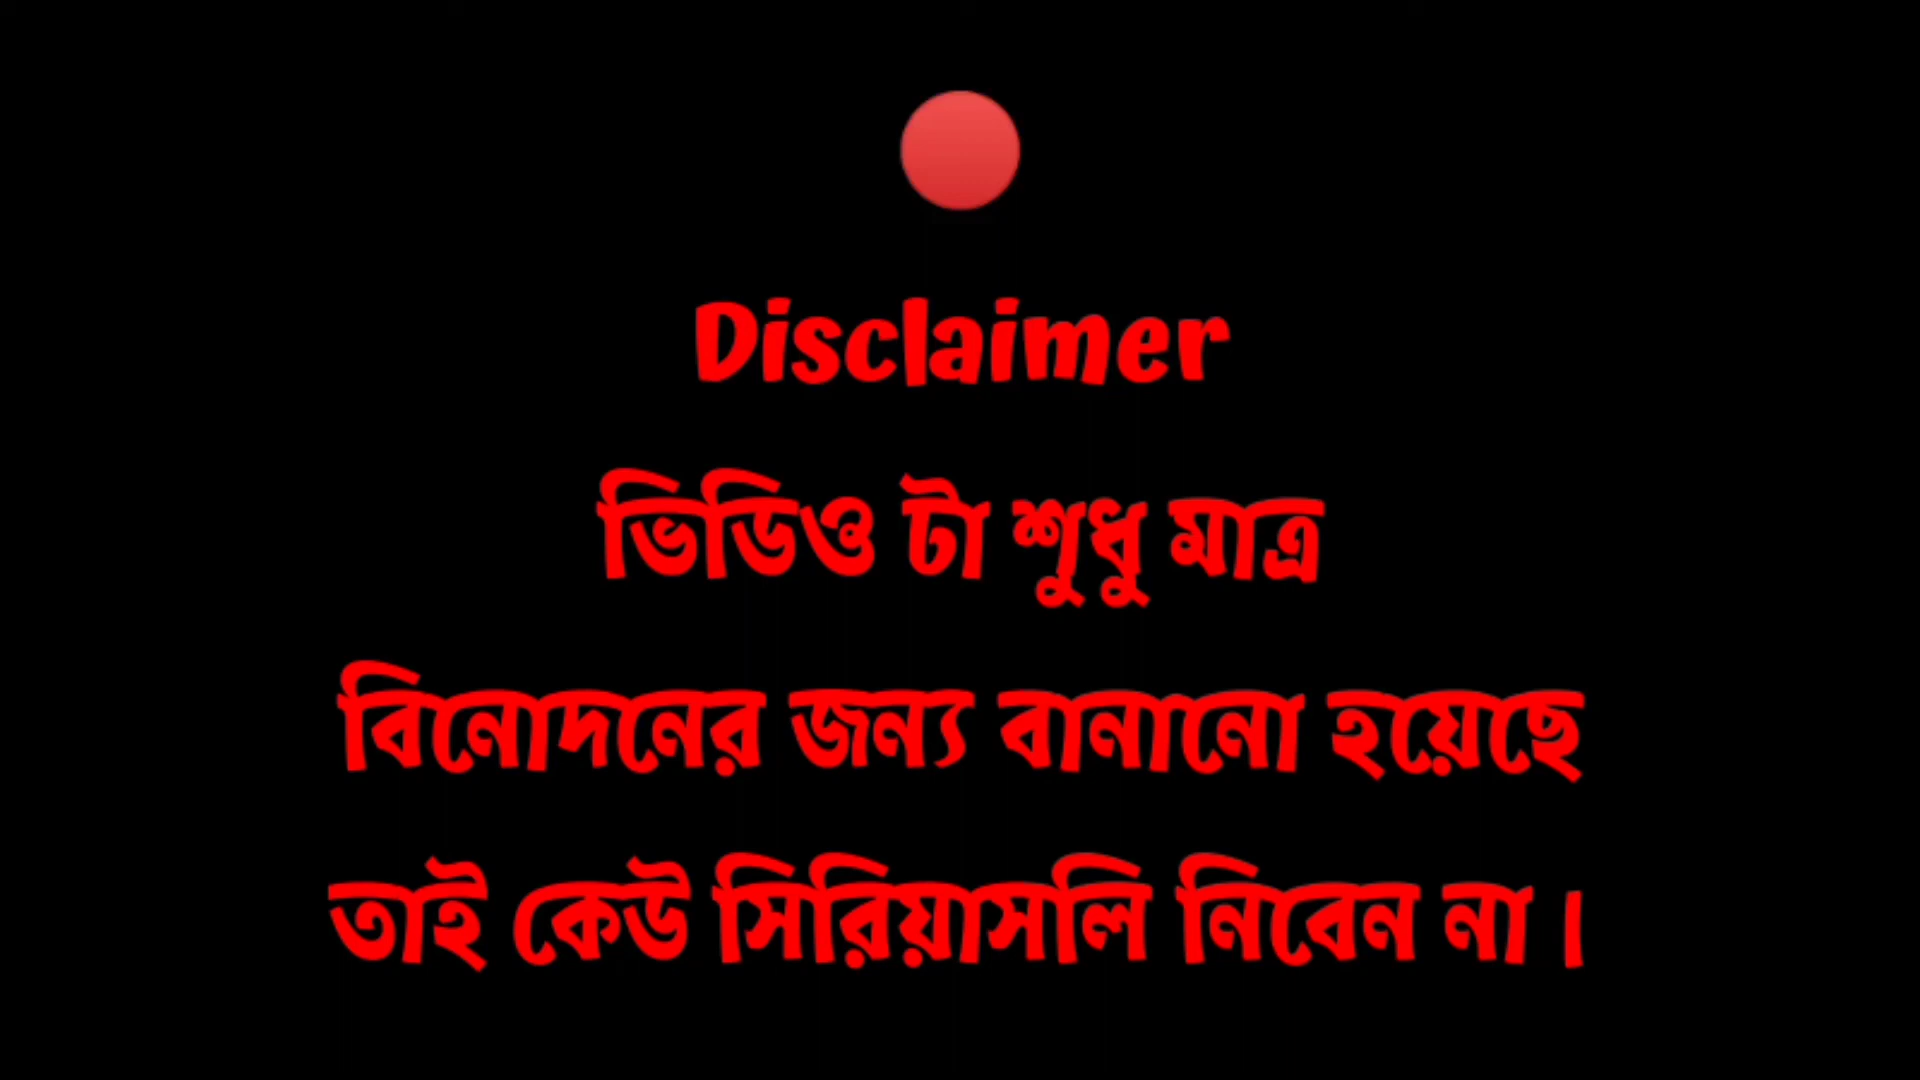 Disclaimer
ভিডিও টা শুধু মাত্র
বিনোদনের জন্য বানানো হয়েছে
তাই কেউ সিরিয়াসলি নিবেন না।